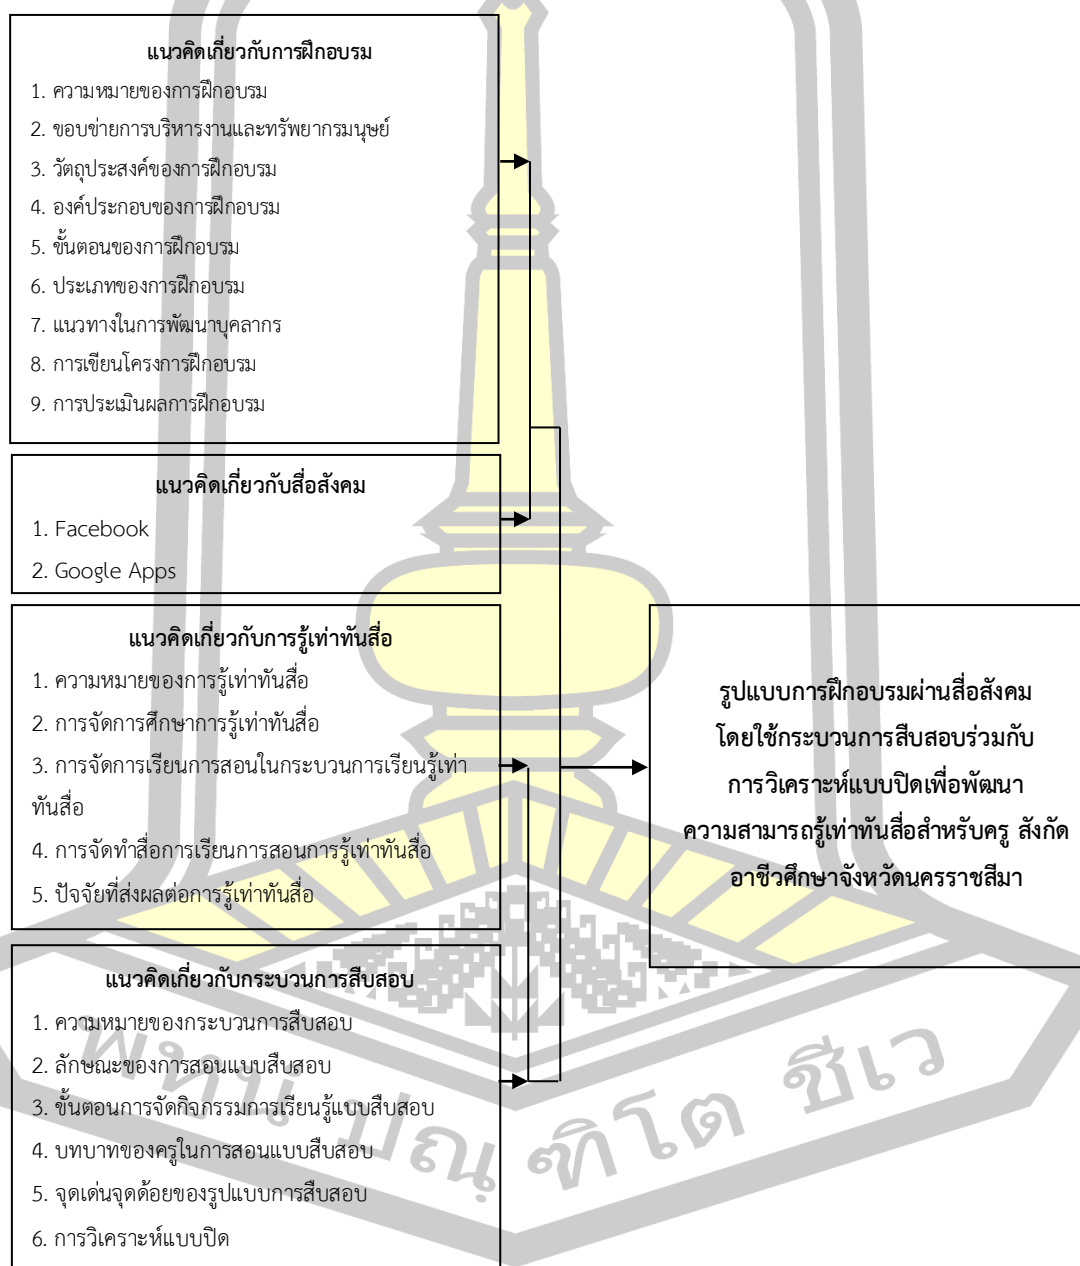 แนวคิดเกี่ยวกับการฝึกอบรม
1. ความหมายของการฝึกอบรม
2. ขอบข่ายการบริหารงานและทรัพยากรมนุษย์
3. วัตถุประสงค์ของการฝึกอบรม
4. องค์ประกอบของการฝึกอบรม
5. ขั้นตอนของการฝึกอบรม
6. ประเภทของการฝึกอบรม
7. แนวทางในการพัฒนาบุคลากร
8. การเขียนโครงการฝึกอบรม
9. การประเมินผลการฝึกอบรม
แนวคิดเกี่ยวกับสื่อสังคม
1. Facebook
2. Google Apps
แนวคิดเกี่ยวกับการรู้เท่าทันสื่อ
1. ความหมายของการรู้เท่าทันสื่อ
2. การจัดการศึกษาการรู้เท่าทันสื่อ
3. การจัดการเรียนการสอนในกระบวนการเรียนรู้เท่า
ทันสื่อ
4. การจัดทำสื่อการเรียนการสอนการรู้เท่าทันสื่อ
5. ปัจจัยที่ส่งผลต่อการรู้เท่าทันสื่อ
แนวคิดเกี่ยวกับกระบวนการสืบสอบ
1. ความหมายของกระบวนการสืบสอบ
2. ลักษณะของการสอนแบบสืบสอบ
3. ขั้นตอนการจัดกิจกรรมการเรียนรู้แบบสืบสอบ
4. บทบาทของครูในการสอนแบบสืบสอบ
5. จุดเด่นจุดด้อยของรูปแบบการสืบสอบ
6. การวิเคราะห์แบบปิด
รูปแบบการฝึกอบรมผ่านสื่อสังคม
โดยใช้กระบวนการสืบสอบร่วมกับ
การวิเคราะห์แบบปิดเพื่อพัฒนา
ความสามารถรู้เท่าทันสื่อสำหรับครู สังกัด
อาชีวศึกษาจังหวัดนครราชสีมา
พหุนํ ปณฺฑิโต ชีเว